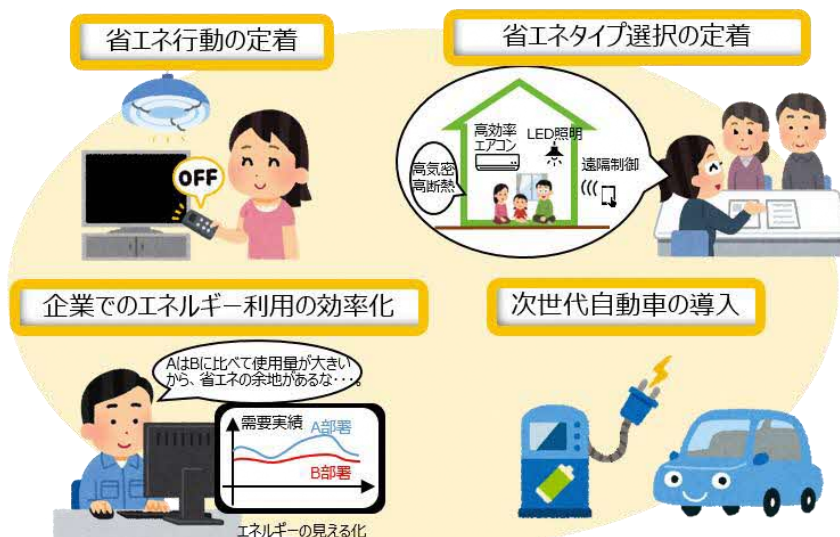 省エネ行動の定着
OFF
省エネタイプ選択の定着
高気密
高断熱
高効率
エアコン
LED照明
遠隔制御
企業でのエネルギー利用の効率化
AはBに比べて使用量が大きい
から、省エネの余地があるな・・・。
需要実績
A部署
B部署
エネルギーの見える化
次世代自動車の導入